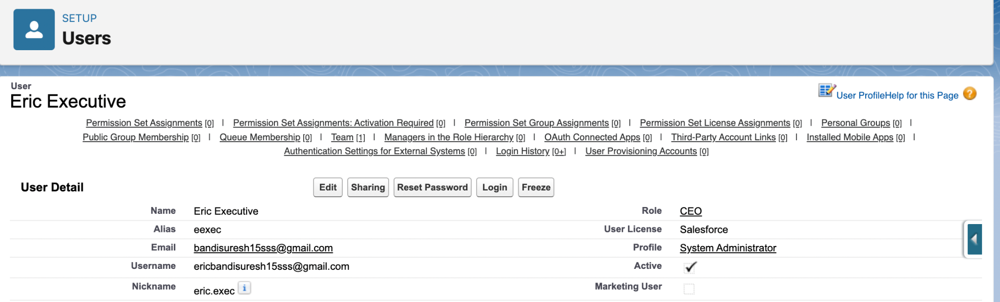 SETUP
Users
User
Eric Executive
User ProfileHelp for this Page ?
Permission Set Assignments [0] | Permission Set Assignments: Activation Required [0] | Permission Set Group Assignments [0] | Permission Set License Assignments [0] | Personal Groups [0] |
Public Group Membership [0] | Queue Membership [0] | Team [1] | Managers in the Role Hierarchy [0] | OAuth Connected Apps [0] | Third-Party Account Links [0] | Installed Mobile Apps [0] |
Authentication Settings for External Systems [0] | Login History [0+] | User Provisioning Accounts [0]
User Detail Edit Sharing Reset Password Login Freeze
Name Eric Executive Role CEO
Alias eexec User License Salesforce
Email bandisuresh15sss@gmail.com Profile System Administrator
Username ericbandisuresh15sss@gmail.com Active
Nickname eric.exec i Marketing User